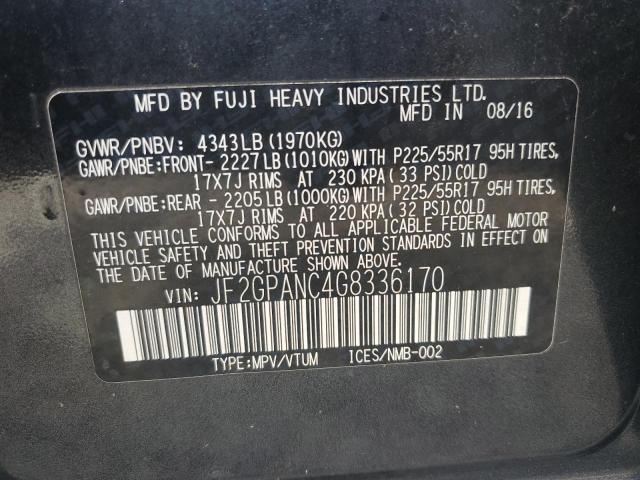 MFD BY FUJI HEAVY INDUSTRIES LTD.
MFD IN 08/16
GVWR/PNBV: 4343LB(1970KG)
GAWR/PNBE:FRONT-2227LB(1010KG)WITH P225/55R17 95H TIRES,
17X7J RIMS AT 230 KPA(33 PSI)COLD
GAWR/PNBE:REAR -2205LB(1000KG)WITH P225/55R17 95H TIRES,
17X7J RIMS AT 220 KPA(32 PSI)COLD
THIS VEHICLE CONFORMS TO ALL APPLICABLE FEDERAL MOTOR
VEHICLE SAFETY AND THEFT PREVENTION STANDARDS IN EFFECT ON
THE DATE OF MANUFACTURE SHOWN ABOVE.
VIN: JF2GPANC4G8336170
TYPE:MPV/VTUM ICES/NMB-002